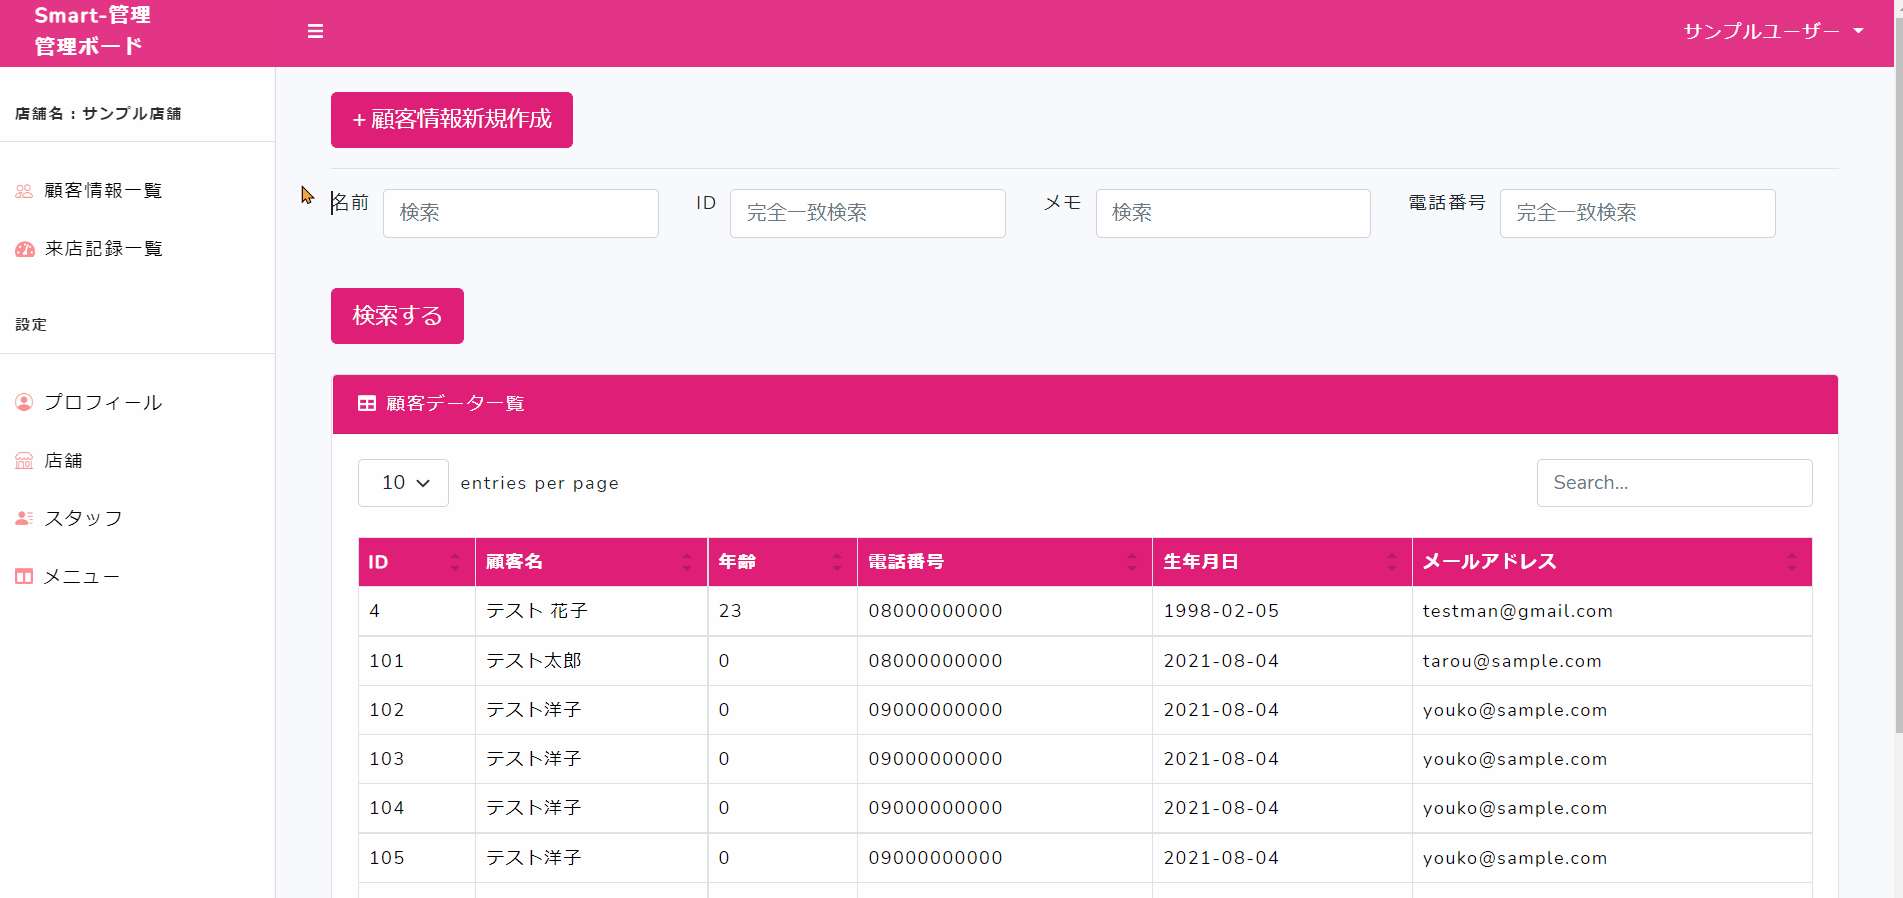 Smart-管理
管理ボード
サンプルユーザー
店舗名：サンプル店舗
顧客情報一覧
来店記録一覧
設定
プロフィール
店舗
スタッフ
メニュー
+ 顧客情報新規作成
名前 検索 ID 完全一致検索 メモ 検索 電話番号 完全一致検索
検索する
顧客データ一覧
10 entries per page Search...
ID 顧客名 年齢 電話番号 生年月日 メールアドレス
4 テスト 花子 23 08000000000 1998-02-05 testman@gmail.com
101 テスト太郎 0 08000000000 2021-08-04 tarou@sample.com
102 テスト洋子 0 09000000000 2021-08-04 youko@sample.com
103 テスト洋子 0 09000000000 2021-08-04 youko@sample.com
104 テスト洋子 0 09000000000 2021-08-04 youko@sample.com
105 テスト洋子 0 09000000000 2021-08-04 youko@sample.com